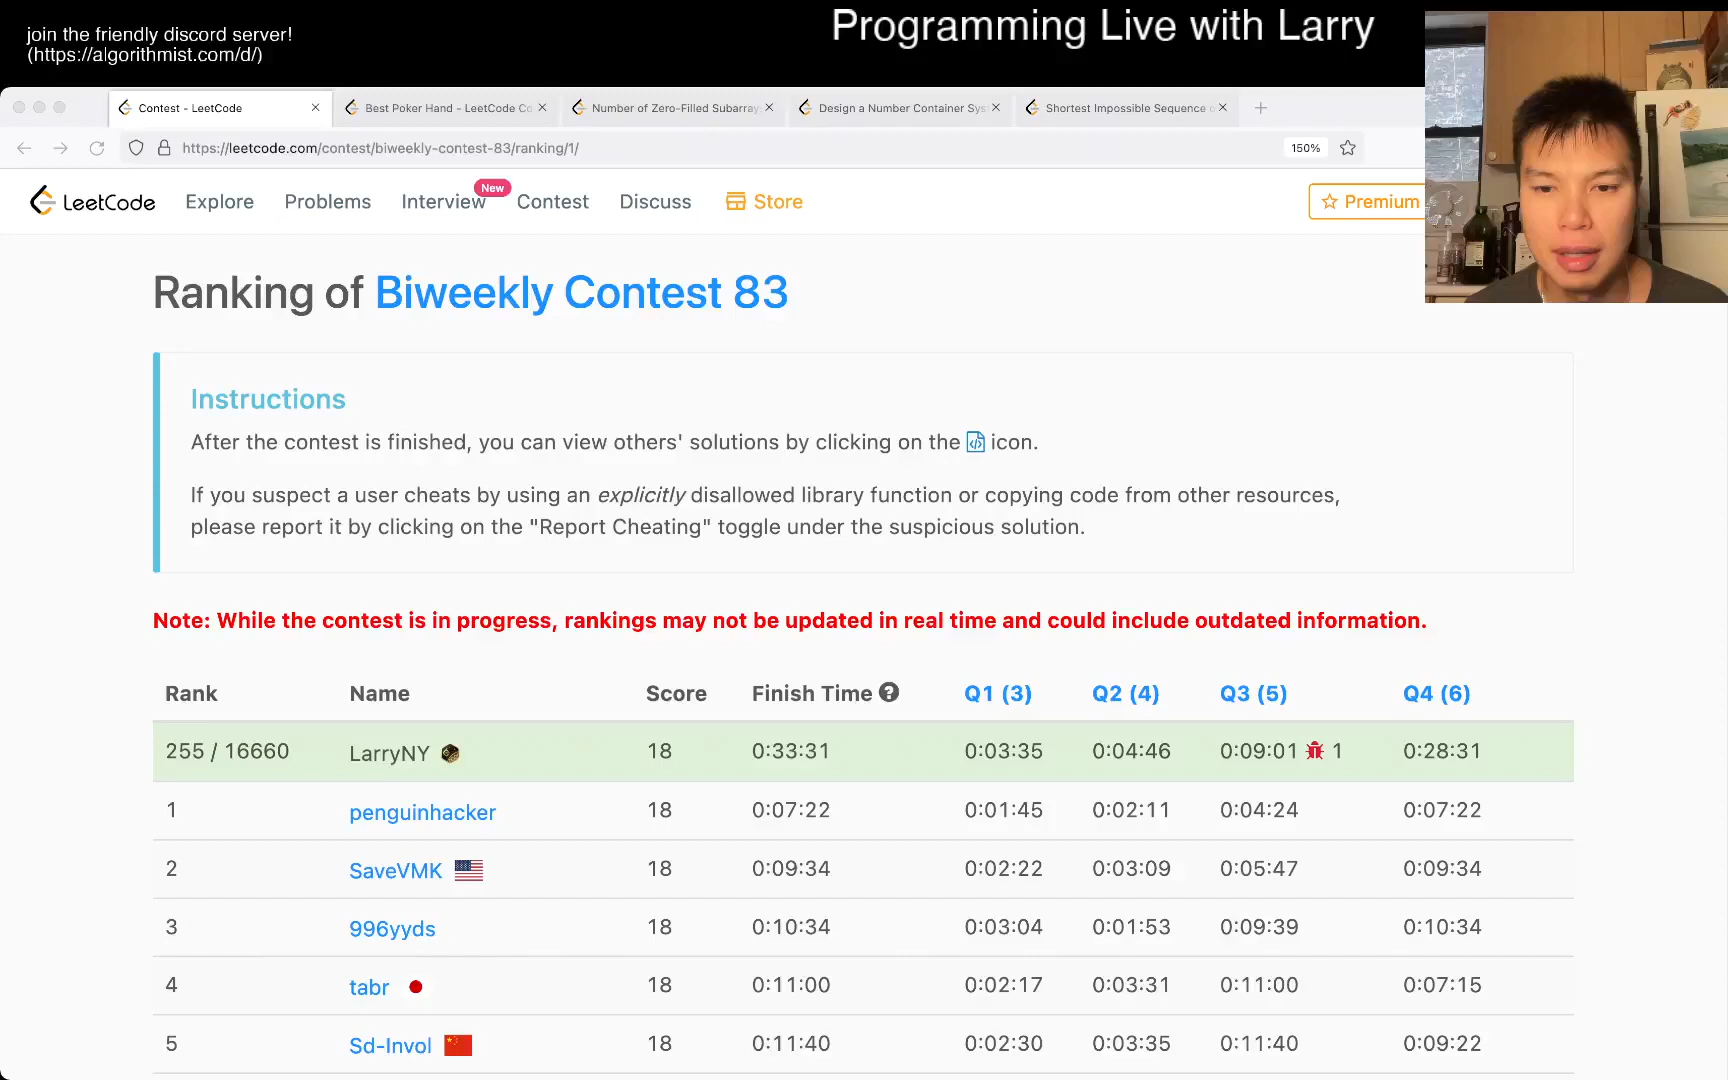 join the friendly discord server!
(https://algorithmist.com/d/)
Programming Live with Larry
Contest - LeetCode
Best Poker Hand - LeetCode Co
Number of Zero-Filled Subarray
Design a Number Container Sys
Shortest Impossible Sequence o
https://leetcode.com/contest/biweekly-contest-83/ranking/1/
150%
LeetCode Explore Problems Interview New Contest Discuss Store Premium
Ranking of Biweekly Contest 83
Instructions
After the contest is finished, you can view others' solutions by clicking on the icon.
If you suspect a user cheats by using an explicitly disallowed library function or copying code from other resources,
please report it by clicking on the "Report Cheating" toggle under the suspicious solution.
Note: While the contest is in progress, rankings may not be updated in real time and could include outdated information.
Rank Name Score Finish Time Q1 (3) Q2 (4) Q3 (5) Q4 (6)
255 / 16660 LarryNY 18 0:33:31 0:03:35 0:04:46 0:09:01 1 0:28:31
1 penguinhacker 18 0:07:22 0:01:45 0:02:11 0:04:24 0:07:22
2 SaveVMK 18 0:09:34 0:02:22 0:03:09 0:05:47 0:09:34
3 996yyds 18 0:10:34 0:03:04 0:01:53 0:09:39 0:10:34
4 tabr 18 0:11:00 0:02:17 0:03:31 0:11:00 0:07:15
5 Sd-Invol 18 0:11:40 0:02:30 0:03:35 0:11:40 0:09:22